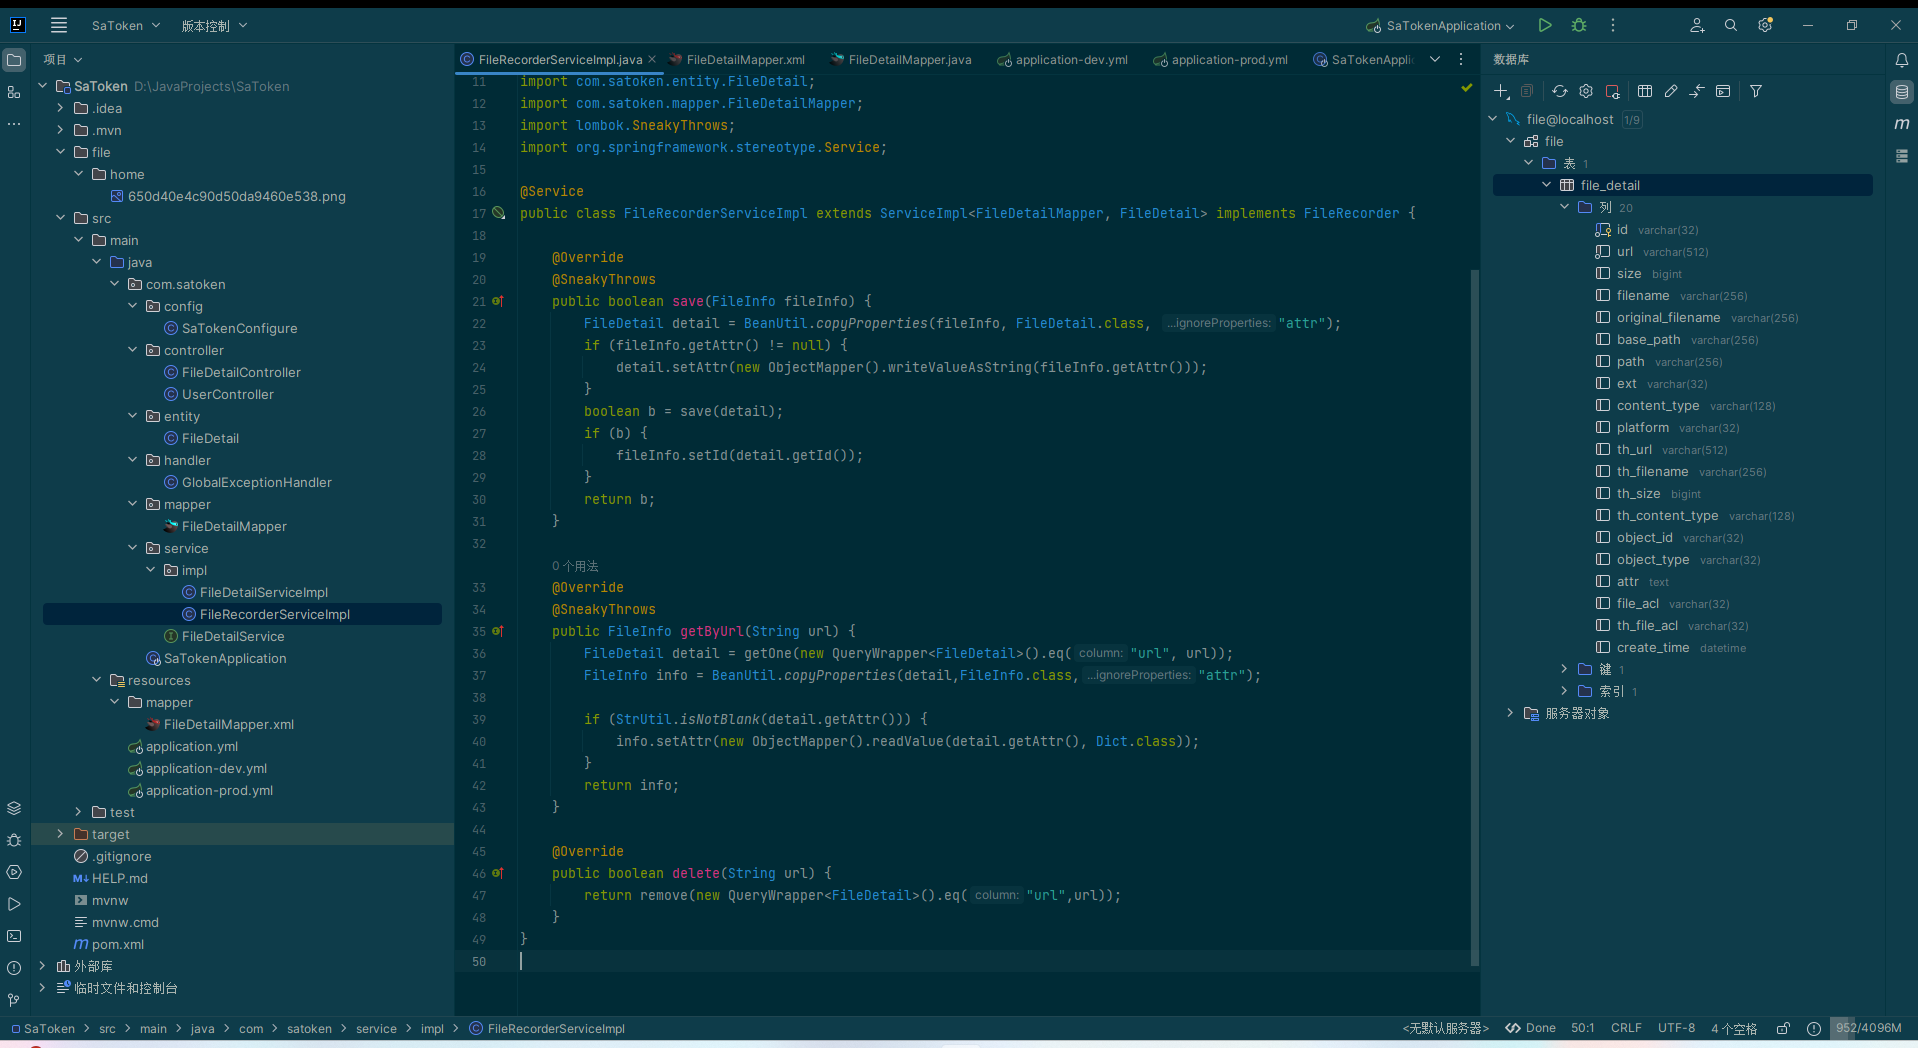 SaToken
版本控制
SaTokenApplication
项目
SaToken D:\JavaProjects\SaToken
.idea
.mvn
file
home
650d40e4c90d50da9460e538.png
src
main
java
com.satoken
config
SaTokenConfigure
controller
FileDetailController
UserController
entity
FileDetail
handler
GlobalExceptionHandler
mapper
FileDetailMapper
service
impl
FileDetailServiceImpl
FileRecorderServiceImpl
FileDetailService
SaTokenApplication
resources
mapper
FileDetailMapper.xml
application.yml
application-dev.yml
application-prod.yml
test
target
.gitignore
HELP.md
mvnw
mvnw.cmd
pom.xml
外部库
临时文件和控制台
FileRecorderServiceImpl.java
FileDetailMapper.xml
FileDetailMapper.java
application-dev.yml
application-prod.yml
SaTokenAppli
11 import com.satoken.entity.FileDetail;
12 import com.satoken.mapper.FileDetailMapper;
13 import lombok.SneakyThrows;
14 import org.springframework.stereotype.Service;
15
16 @Service
17 public class FileRecorderServiceImpl extends ServiceImpl<FileDetailMapper, FileDetail> implements FileRecorder {
18
19 @Override
20 @SneakyThrows
21 public boolean save(FileInfo fileInfo) {
22 FileDetail detail = BeanUtil.copyProperties(fileInfo, FileDetail.class, ...ignoreProperties: "attr");
23 if (fileInfo.getAttr() != null) {
24 detail.setAttr(new ObjectMapper().writeValueAsString(fileInfo.getAttr()));
25 }
26 boolean b = save(detail);
27 if (b) {
28 fileInfo.setId(detail.getId());
29 }
30 return b;
31 }
32
0 个用法
33 @Override
34 @SneakyThrows
35 public FileInfo getByUrl(String url) {
36 FileDetail detail = getOne(new QueryWrapper<FileDetail>().eq( column: "url", url));
37 FileInfo info = BeanUtil.copyProperties(detail,FileInfo.class, ...ignoreProperties: "attr");
38
39 if (StrUtil.isNotBlank(detail.getAttr())) {
40 info.setAttr(new ObjectMapper().readValue(detail.getAttr(), Dict.class));
41 }
42 return info;
43 }
44
45 @Override
46 public boolean delete(String url) {
47 return remove(new QueryWrapper<FileDetail>().eq( column: "url",url));
48 }
49 }
50
数据库
file@localhost 1/9
file
表 1
file_detail
列 20
id varchar(32)
url varchar(512)
size bigint
filename varchar(256)
original_filename varchar(256)
base_path varchar(256)
path varchar(256)
ext varchar(32)
content_type varchar(128)
platform varchar(32)
th_url varchar(512)
th_filename varchar(256)
th_size bigint
th_content_type varchar(128)
object_id varchar(32)
object_type varchar(32)
attr text
file_acl varchar(32)
th_file_acl varchar(32)
create_time datetime
键 1
索引 1
服务器对象
SaToken > src > main > java > com > satoken > service > impl > FileRecorderServiceImpl
<无默认服务器> Done 50:1 CRLF UTF-8 4 个空格 952/4096M